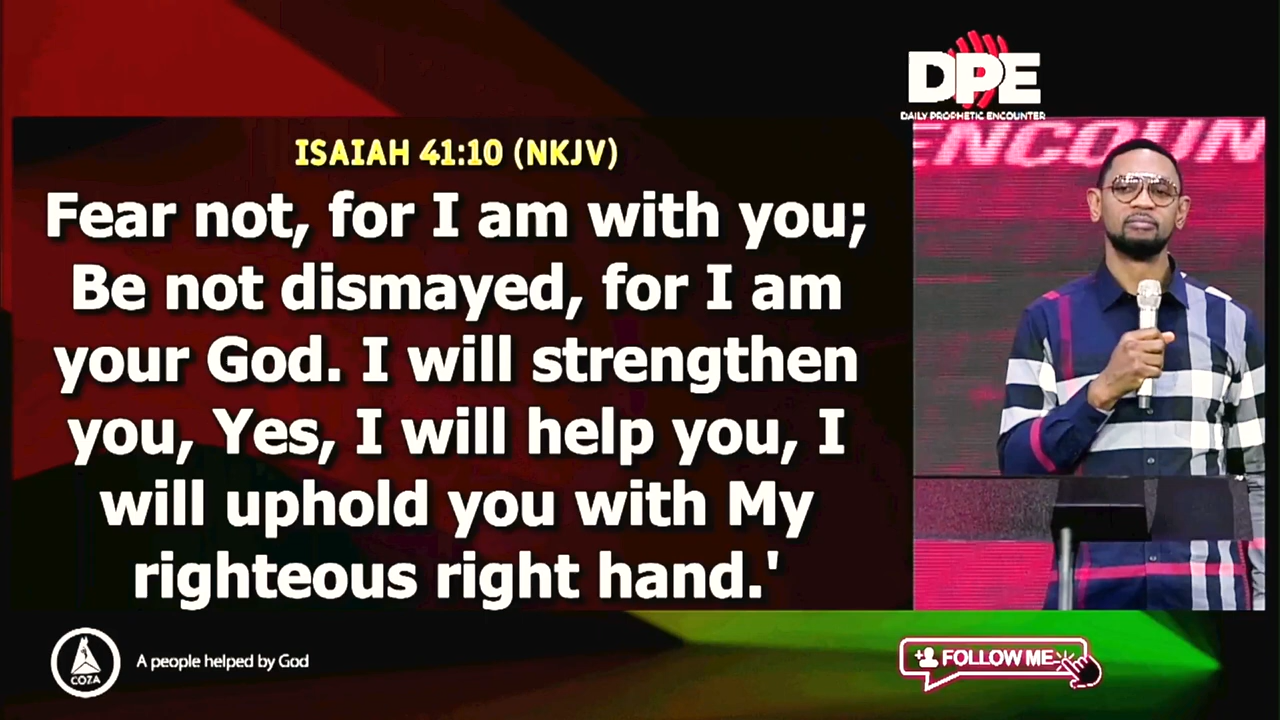 DPE
DAILY PROPHETIC ENCOUNTER
ENCOUN
ISAIAH 41:10 (NKJV)
Fear not, for I am with you;
Be not dismayed, for I am
your God. I will strengthen
you, Yes, I will help you, I
will uphold you with My
righteous right hand.'
COZA
A people helped by God
FOLLOW ME